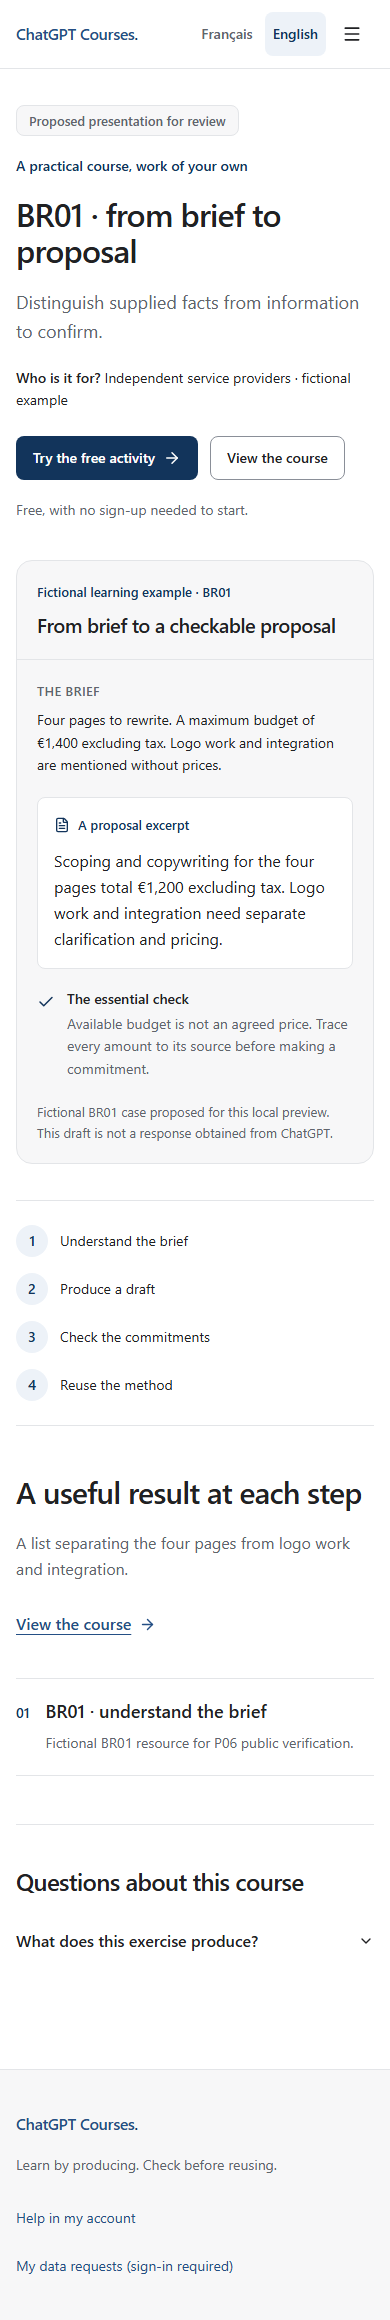 ChatGPT Courses.
Français
English
Proposed presentation for review
A practical course, work of your own
BR01 · from brief to
proposal
Distinguish supplied facts from information
to confirm.
Who is it for? Independent service providers · fictional
example
Try the free activity
View the course
Free, with no sign-up needed to start.
Fictional learning example · BR01
From brief to a checkable proposal
THE BRIEF
Four pages to rewrite. A maximum budget of
€1,400 excluding tax. Logo work and integration
are mentioned without prices.
A proposal excerpt
Scoping and copywriting for the four
pages total €1,200 excluding tax. Logo
work and integration need separate
clarification and pricing.
The essential check
Available budget is not an agreed price. Trace
every amount to its source before making a
commitment.
Fictional BR01 case proposed for this local preview.
This draft is not a response obtained from ChatGPT.
1 Understand the brief
2 Produce a draft
3 Check the commitments
4 Reuse the method
A useful result at each step
A list separating the four pages from logo work
and integration.
View the course
01 BR01 · understand the brief
Fictional BR01 resource for P06 public verification.
Questions about this course
What does this exercise produce?
ChatGPT Courses.
Learn by producing. Check before reusing.
Help in my account
My data requests (sign-in required)